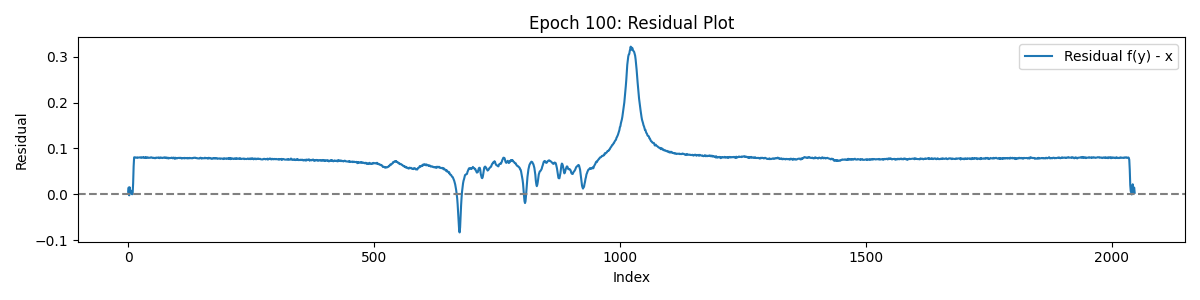 Epoch 100: Residual Plot
Residual f(y) - x
Residual
0.3
0.2
0.1
0.0
−0.1
0
500
1000
1500
2000
Index